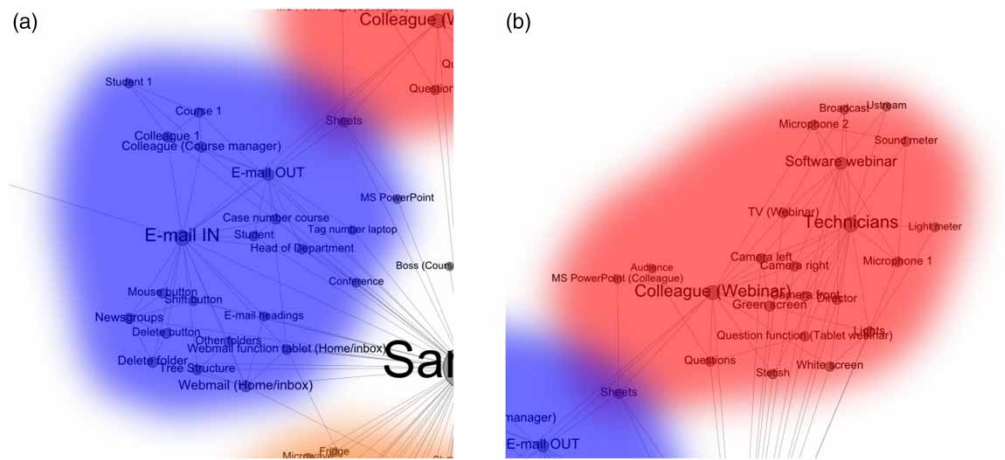 (a)
Colleague (W
Student 1
Question
Course 1
Sheets
Colleague 1
Colleague (Course manager)
E-mail OUT
MS PowerPoint
Case number course
Student
Tag number laptop
E-mail IN
Head of Department
Boss (Cours
Conference
Mouse button
Shift button
Newsgroups
E-mail headings
Delete button
Other folders
Webmail function tablet (Home/inbox)
Delete folder
Tree Structure
Webmail (Home/inbox)
Sar
Fridge
Microwav
(b)
Broadcast
Ustream
Microphone 2
Sound meter
Software webinar
TV (Webinar)
Technicians
Light meter
Camera left
Camera right
Microphone 1
Audience
MS PowerPoint (Colleague)
Colleague (Webinar)
Camera front
Director
Green screen
Question function (Tablet webinar)
Lights
Questions
White screen
Stetish
Sheets
manager)
E-mail OUT